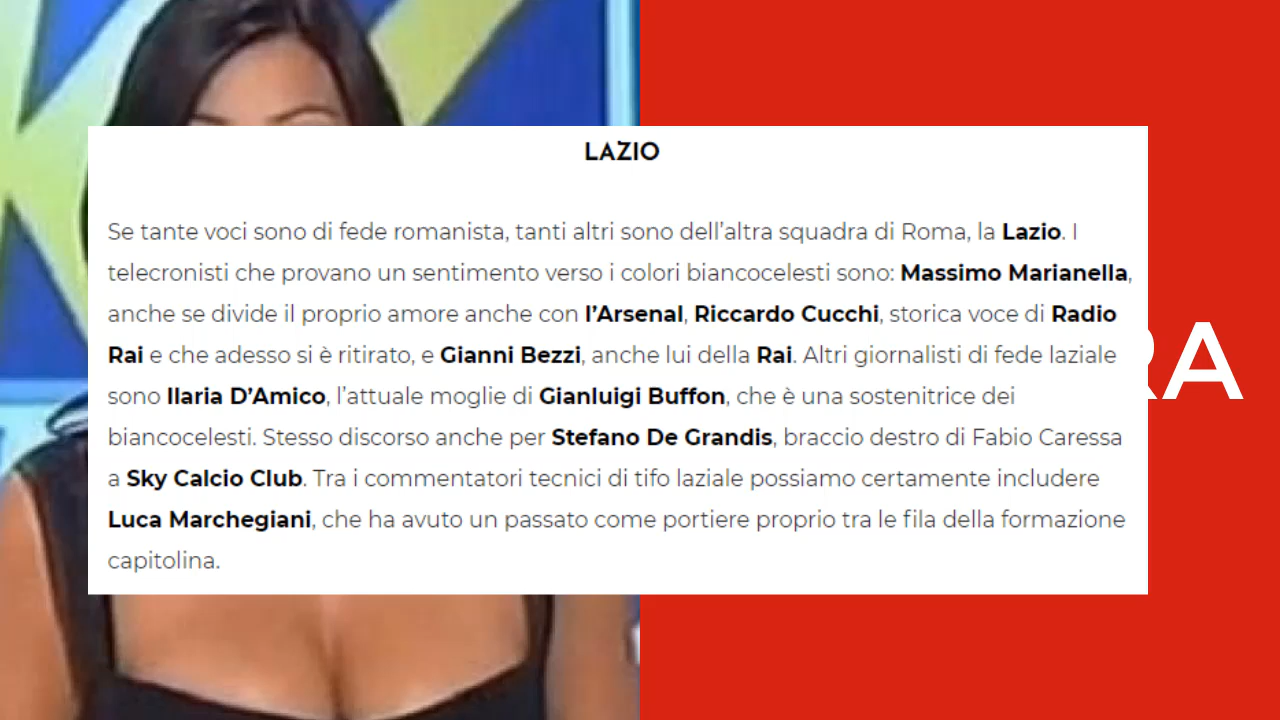 LAZIO
Se tante voci sono di fede romanista, tanti altri sono dell’altra squadra di Roma, la Lazio. I
telecronisti che provano un sentimento verso i colori biancocelesti sono: Massimo Marianella,
anche se divide il proprio amore anche con l’Arsenal, Riccardo Cucchi, storica voce di Radio
Rai e che adesso si è ritirato, e Gianni Bezzi, anche lui della Rai. Altri giornalisti di fede laziale
sono Ilaria D’Amico, l’attuale moglie di Gianluigi Buffon, che è una sostenitrice dei
biancocelesti. Stesso discorso anche per Stefano De Grandis, braccio destro di Fabio Caressa
a Sky Calcio Club. Tra i commentatori tecnici di tifo laziale possiamo certamente includere
Luca Marchegiani, che ha avuto un passato come portiere proprio tra le fila della formazione
capitolina.
RA